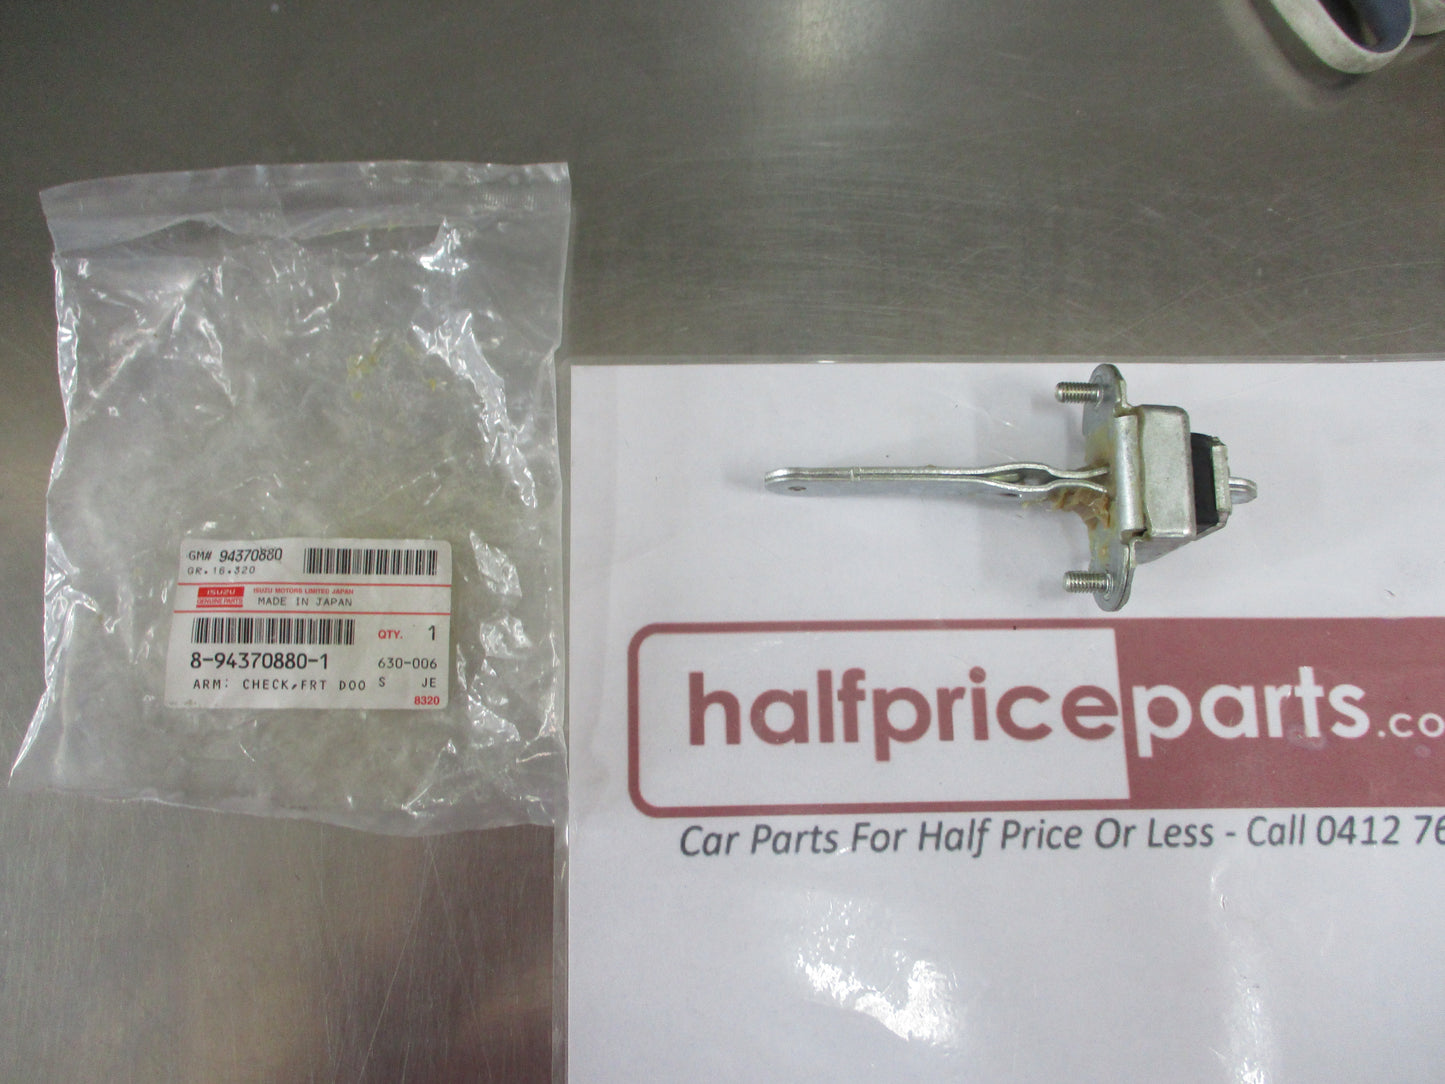 GM# 94370880
GR.16.320
ISUZU
GENUINE PARTS
ISUZU MOTORS LIMITED JAPAN
MADE IN JAPAN
QTY. 1
8-94370880-1 630-006
ARM: CHECK,FRT DOO S JE
8320
halfpriceparts.co
Car Parts For Half Price Or Less - Call 0412 76